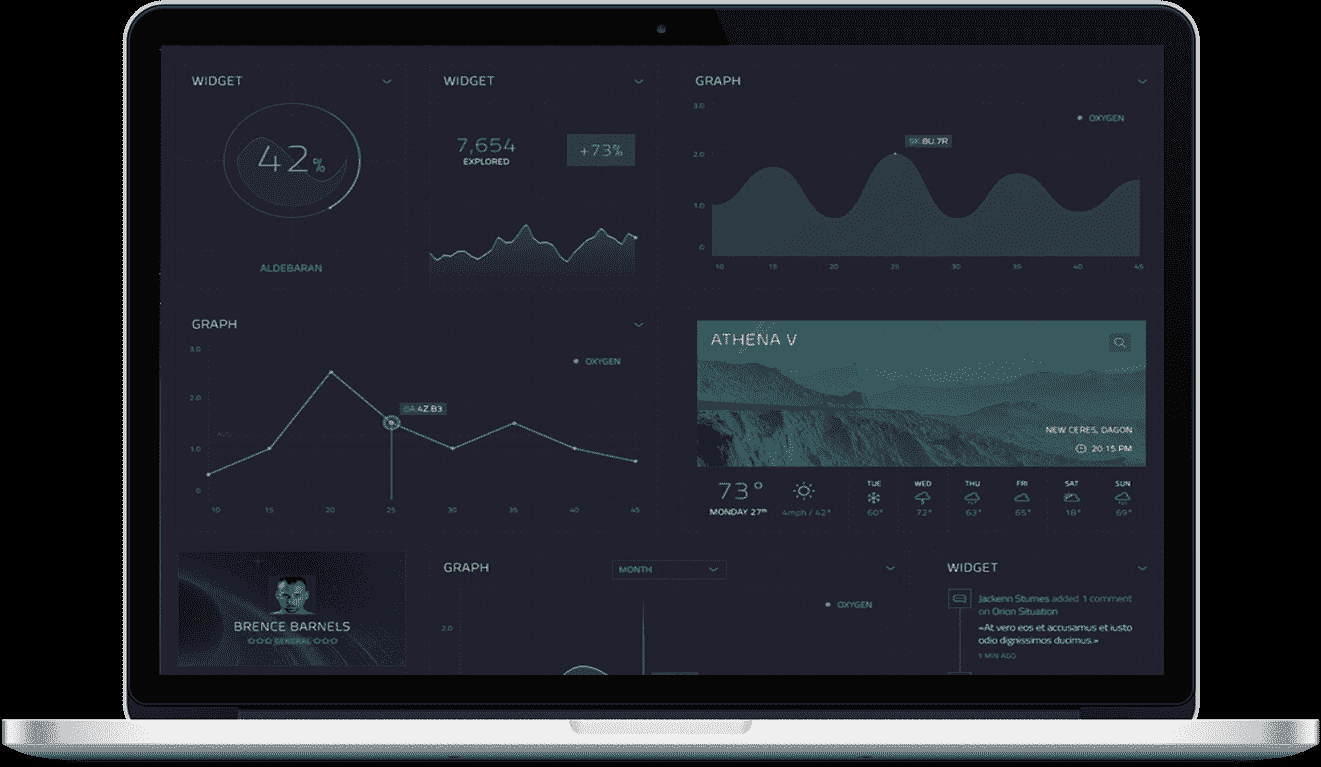 WIDGET
42%
ALDEBARAN
WIDGET
7,654
EXPLORED
+73%
GRAPH
OXYGEN
3.0
2.0
1.0
0
8U.7R
10 15 20 25 30 35 40 45
GRAPH
OXYGEN
3.0
2.0
1.0
0
4Z.B3
10 15 20 25 30 35 40 45
ATHENA V
NEW CERES, DAGON
20:15 PM
73°
MONDAY 27th
4mph / 42°
TUE WED THU FRI SAT SUN
60° 72° 63° 65° 18° 69°
BRENCE BARNELS
GENERAL
GRAPH
MONTH
OXYGEN
2.0
WIDGET
Jackenn Stumes added 1 comment
on Orion Situation
«At vero eos et accusamus et iusto
odio dignissimos ducimus.»
1 MIN AGO